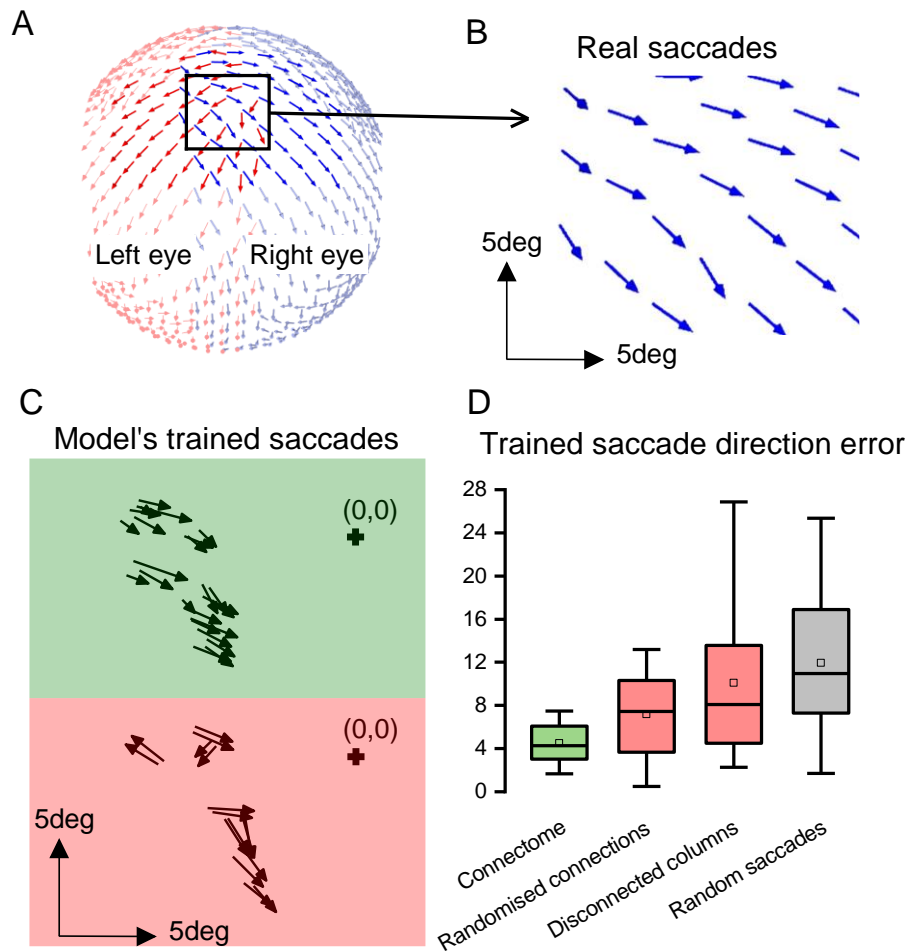 A
Left eye
Right eye
B
Real saccades
5deg
5deg
C
Model's trained saccades
(0,0)
(0,0)
5deg
5deg
D
Trained saccade direction error
28
24
20
16
12
8
4
0
Connectome
Randomised connections
Disconnected columns
Random saccades